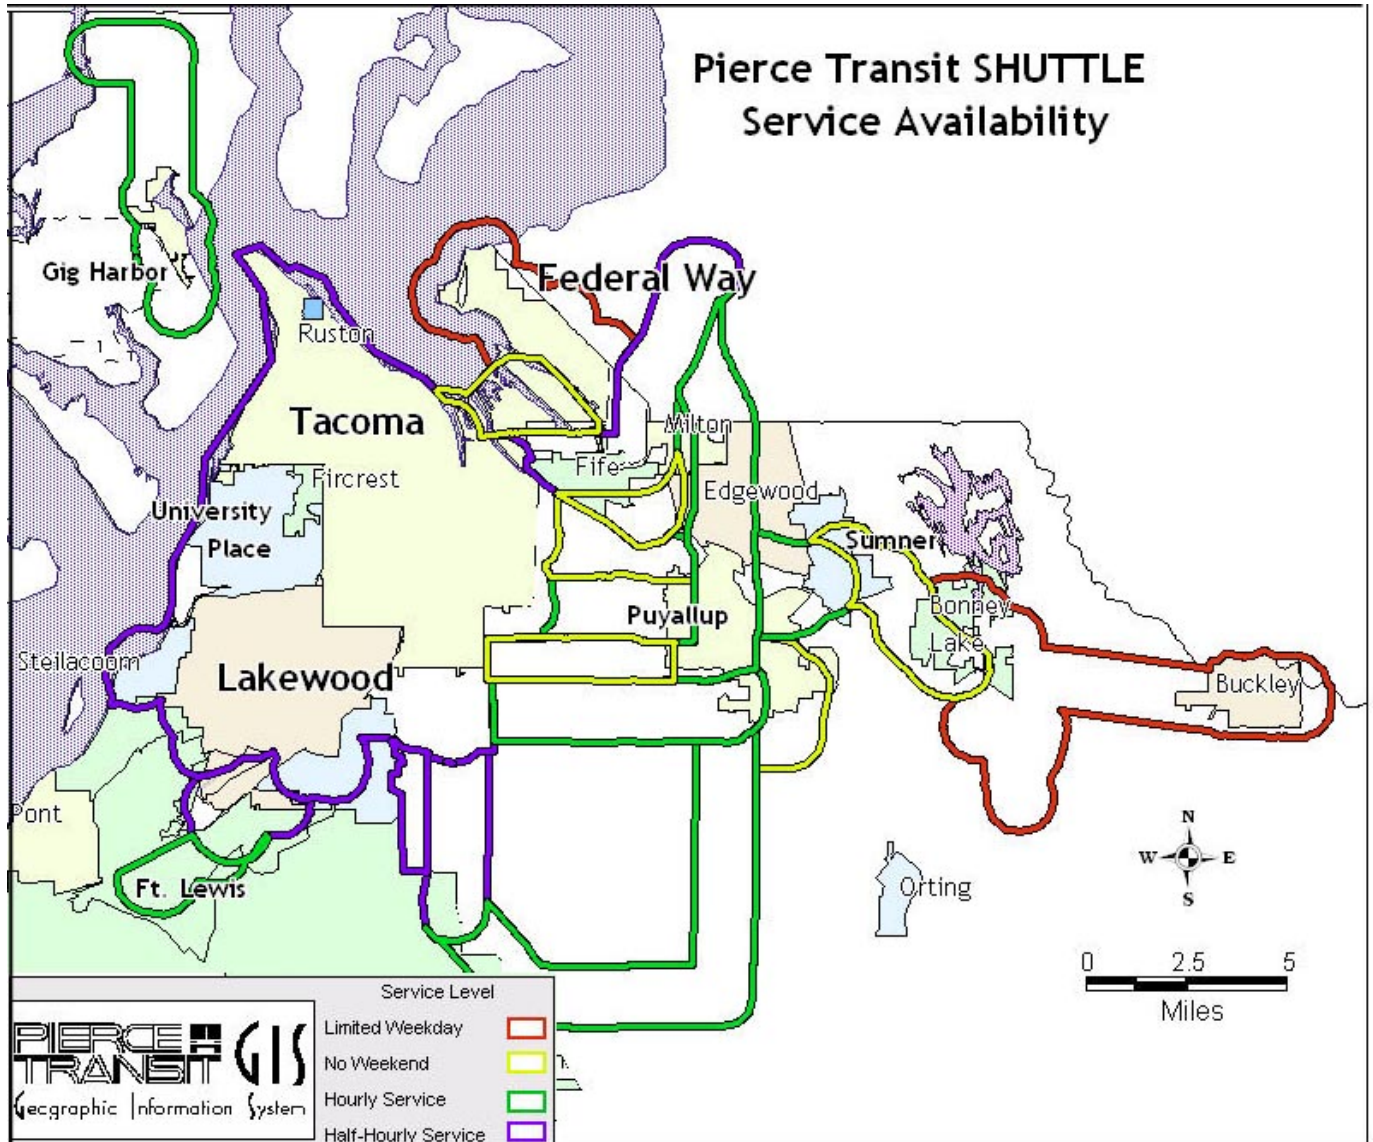 Pierce Transit SHUTTLE
Service Availability
Gig Harbor
Federal Way
Ruston
Tacoma
Milton
Fife
Fircrest
Edgewood
University
Place
Sumner
Bonney
Lake
Puyallup
Steilacoom
Lakewood
Buckley
Pont
Ft. Lewis
Orting
N
W E
S
0 2.5 5
Miles
Service Level
Limited Weekday
No Weekend
Hourly Service
Half-Hourly Service
PIERCE
TRANSIT
GIS
Geographic Information System